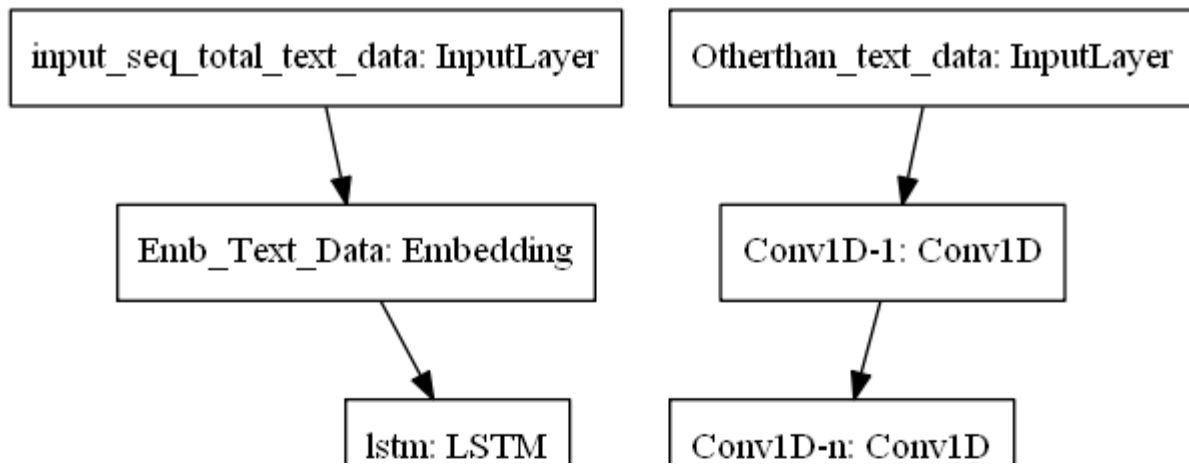 input_seq_total_text_data: InputLayer
Otherthan_text_data: InputLayer
Emb_Text_Data: Embedding
Conv1D-1: Conv1D
lstm: LSTM
Conv1D-n: Conv1D